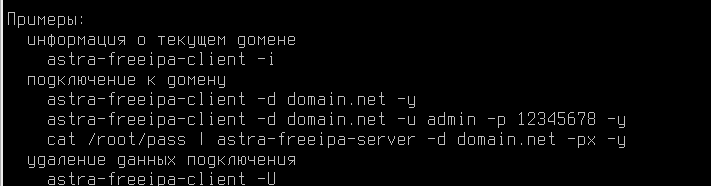 Примеры:
информация о текущем домене
astra-freeipa-client -i
подключение к домену
astra-freeipa-client -d domain.net -y
astra-freeipa-client -d domain.net -u admin -p 12345678 -y
cat /root/pass | astra-freeipa-server -d domain.net -px -y
удаление данных подключения
astra-freeipa-client -U